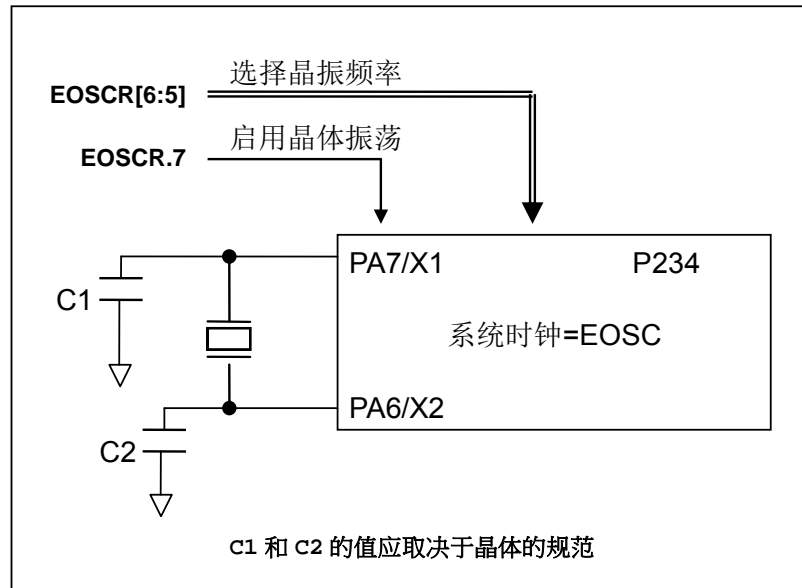 选择晶振频率
EOSCR[6:5]
启用晶体振荡
EOSCR.7
PA7/X1
P234
C1
系统时钟=EOSC
PA6/X2
C2
C1 和 C2 的值应取决于晶体的规范